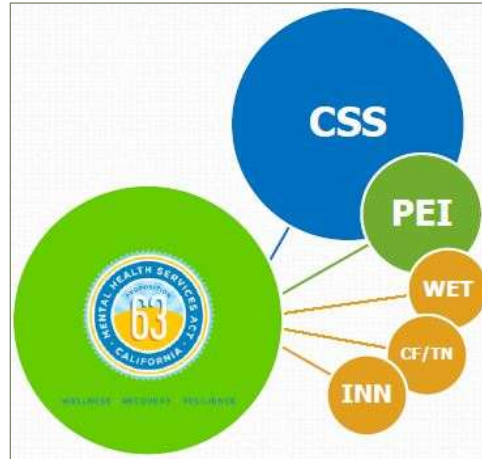 CSS
PEI
WET
CF/TN
INN
MENTAL HEALTH SERVICES ACT
PROPOSITION
63
CALIFORNIA
WELLNESS RECOVERY RESILIENCE